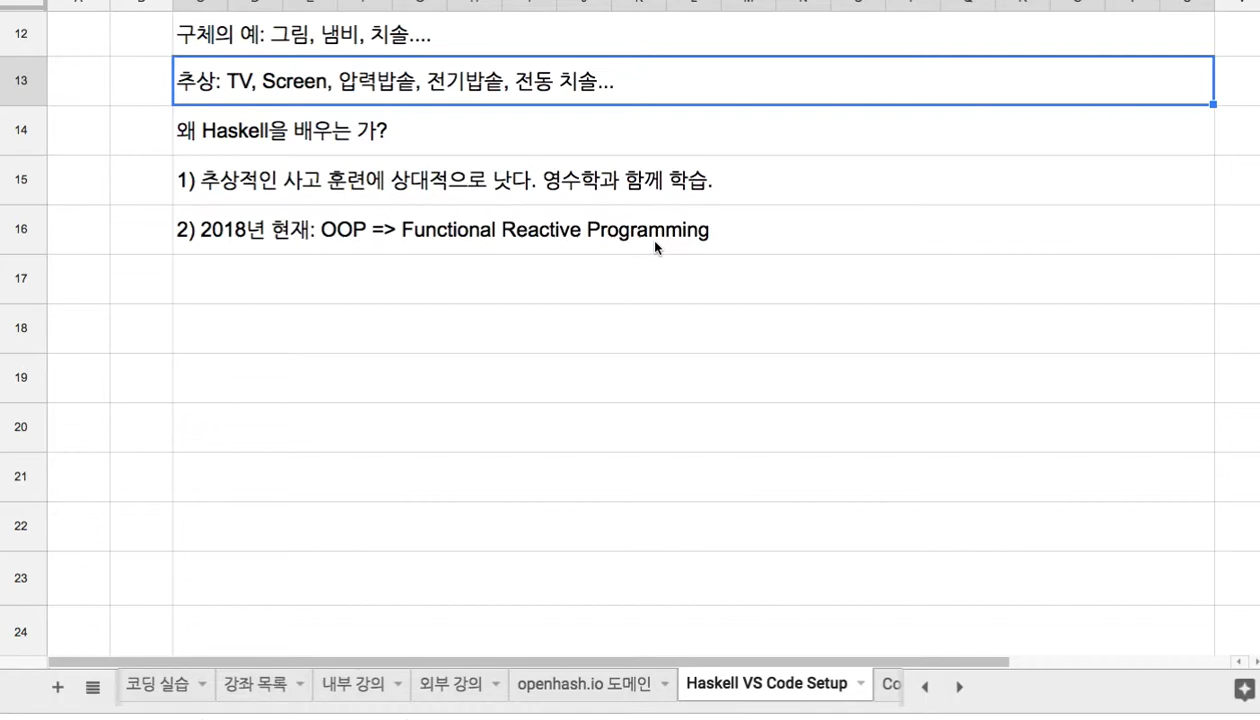 12
구체의 예: 그림, 냄비, 치솔....
13
추상: TV, Screen, 압력밥솥, 전기밥솥, 전동 치솔...
14
왜 Haskell을 배우는 가?
15
1) 추상적인 사고 훈련에 상대적으로 낫다. 영수학과 함께 학습.
16
2) 2018년 현재: OOP => Functional Reactive Programming
17
18
19
20
21
22
23
24
+ 코딩 실습 강좌 목록 내부 강의 외부 강의 openhash.io 도메인 Haskell VS Code Setup Co